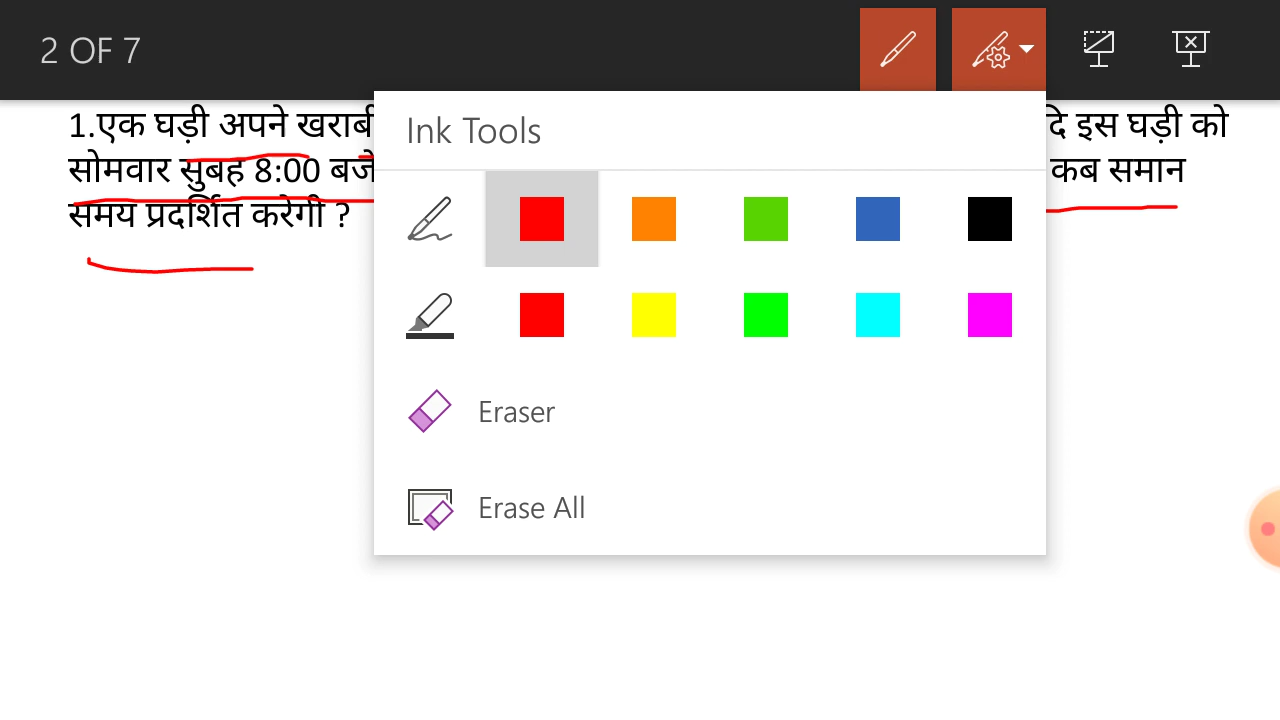 2 OF 7
1.एक घड़ी अपने खराबी
इस घड़ी को
सोमवार सुबह 8:00 बजे
कब समान
समय प्रदर्शित करेगी ?
Ink Tools
Eraser
Erase All